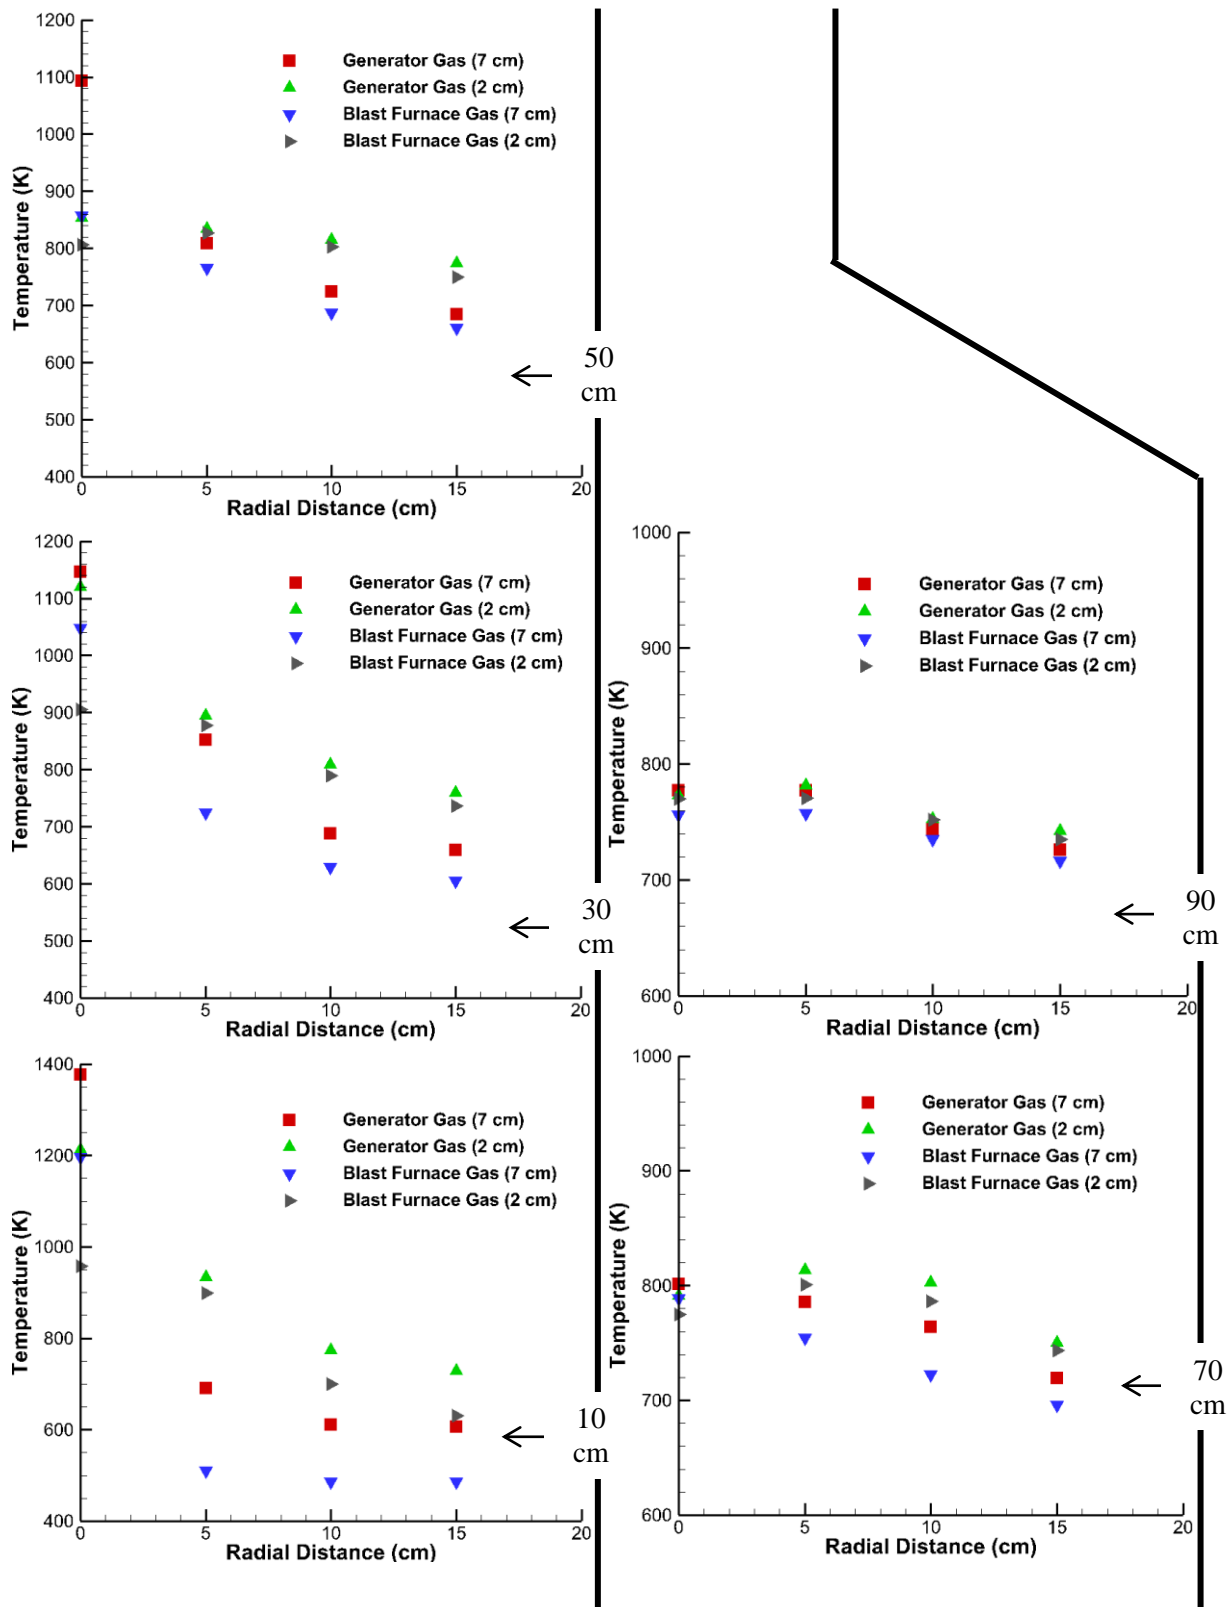 1200
1100
1000
900
800
700
600
500
400
Temperature (K)
Generator Gas (7 cm)
Generator Gas (2 cm)
Blast Furnace Gas (7 cm)
Blast Furnace Gas (2 cm)
0 5 10 15 20
Radial Distance (cm)
50
cm
1200
1100
1000
900
800
700
600
500
400
Temperature (K)
Generator Gas (7 cm)
Generator Gas (2 cm)
Blast Furnace Gas (7 cm)
Blast Furnace Gas (2 cm)
0 5 10 15 20
Radial Distance (cm)
30
cm
1000
900
800
700
600
Temperature (K)
Generator Gas (7 cm)
Generator Gas (2 cm)
Blast Furnace Gas (7 cm)
Blast Furnace Gas (2 cm)
0 5 10 15 20
Radial Distance (cm)
90
cm
1400
1200
1000
800
600
400
Temperature (K)
Generator Gas (7 cm)
Generator Gas (2 cm)
Blast Furnace Gas (7 cm)
Blast Furnace Gas (2 cm)
0 5 10 15 20
Radial Distance (cm)
10
cm
1000
900
800
700
600
Temperature (K)
Generator Gas (7 cm)
Generator Gas (2 cm)
Blast Furnace Gas (7 cm)
Blast Furnace Gas (2 cm)
0 5 10 15 20
Radial Distance (cm)
70
cm